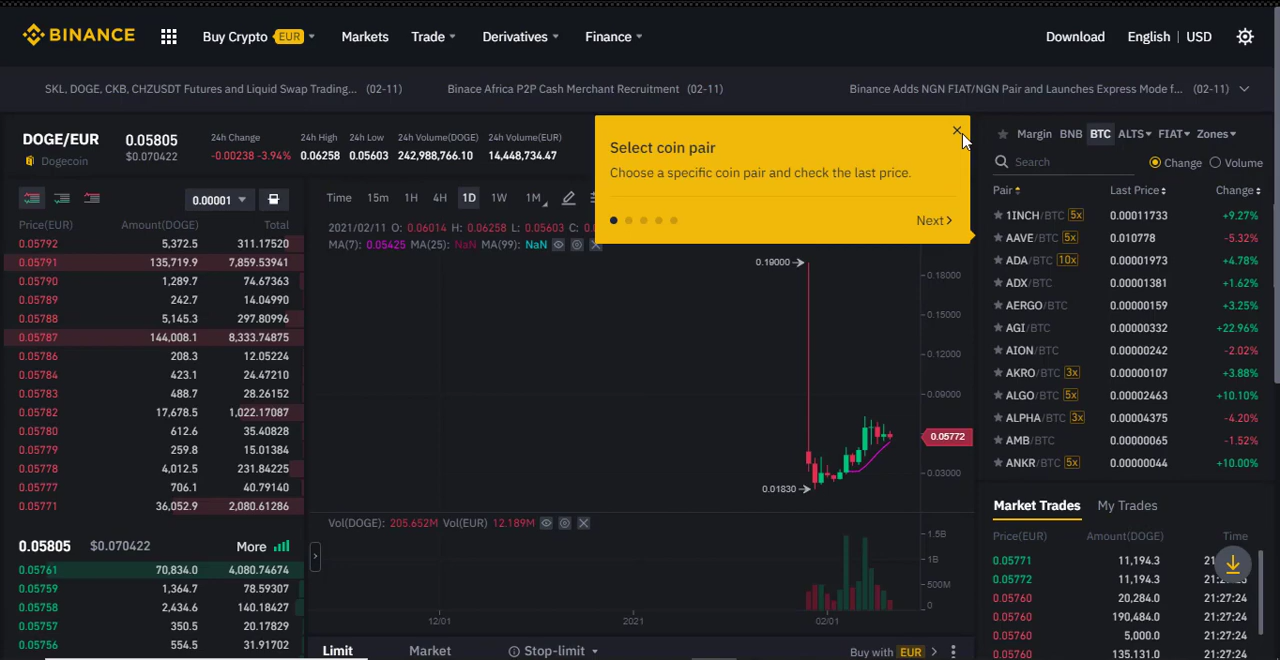 BINANCE Buy Crypto EUR Markets Trade Derivatives Finance Download English | USD
SKL, DOGE, CKB, CHZUSDT Futures and Liquid Swap Trading... (02-11) Binace Africa P2P Cash Merchant Recruitment (02-11) Binance Adds NGN FIAT/NGN Pair and Launches Express Mode f... (02-11)
DOGE/EUR
Dogecoin
0.05805
$0.070422
24h Change
-0.00238 -3.94%
24h High
0.06258
24h Low
0.05603
24h Volume(DOGE)
242,988,766.10
24h Volume(EUR)
14,448,734.47
Select coin pair
Choose a specific coin pair and check the last price.
Next
0.00001
Price(EUR) Amount(DOGE) Total
0.05792 5,372.5 311.17520
0.05791 135,719.9 7,859.53941
0.05790 1,289.7 74.67363
0.05789 242.7 14.04990
0.05788 5,145.3 297.80996
0.05787 144,008.1 8,333.74875
0.05786 208.3 12.05224
0.05784 423.1 24.47210
0.05783 488.7 28.26152
0.05782 17,678.5 1,022.17087
0.05780 612.6 35.40828
0.05779 259.8 15.01384
0.05778 4,012.5 231.84225
0.05777 706.1 40.79140
0.05771 36,052.9 2,080.61286
0.05805 $0.070422 More
0.05761 70,834.0 4,080.74674
0.05759 1,364.7 78.59307
0.05758 2,434.6 140.18427
0.05757 350.5 20.17829
0.05756 554.5 31.91702
Time 15m 1H 4H 1D 1W 1M
2021/02/11 O: 0.06014 H: 0.06258 L: 0.05603 C:
MA(7): 0.05425 MA(25): NaN MA(99): NaN
0.19000
0.18000
0.15000
0.12000
0.09000
0.05772
0.03000
0.01830
Vol(DOGE): 205.652M Vol(EUR) 12.189M
1.5B
1B
500M
0
12/01 2021 02/01
Limit Market Stop-limit Buy with EUR
Margin BNB BTC ALTS FIAT Zones
Search Change Volume
Pair Last Price Change
1INCH/BTC 5x 0.00011733 +9.27%
AAVE/BTC 5x 0.010778 -5.32%
ADA/BTC 10x 0.00001973 +4.78%
ADX/BTC 0.00001381 +1.62%
AERGO/BTC 0.00000159 +3.25%
AGI/BTC 0.00000332 +22.96%
AION/BTC 0.00000242 -2.02%
AKRO/BTC 3x 0.00000107 +3.88%
ALGO/BTC 5x 0.00002463 +10.10%
ALPHA/BTC 3x 0.00004375 -4.20%
AMB/BTC 0.00000065 -1.52%
ANKR/BTC 5x 0.00000044 +10.00%
Market Trades My Trades
Price(EUR) Amount(DOGE) Time
0.05771 11,194.3
0.05772 11,194.3
0.05760 20,284.0 21:27:24
0.05760 190,484.0 21:27:24
0.05760 5,000.0 21:27:24
0.05760 135,131.0 21:27:24